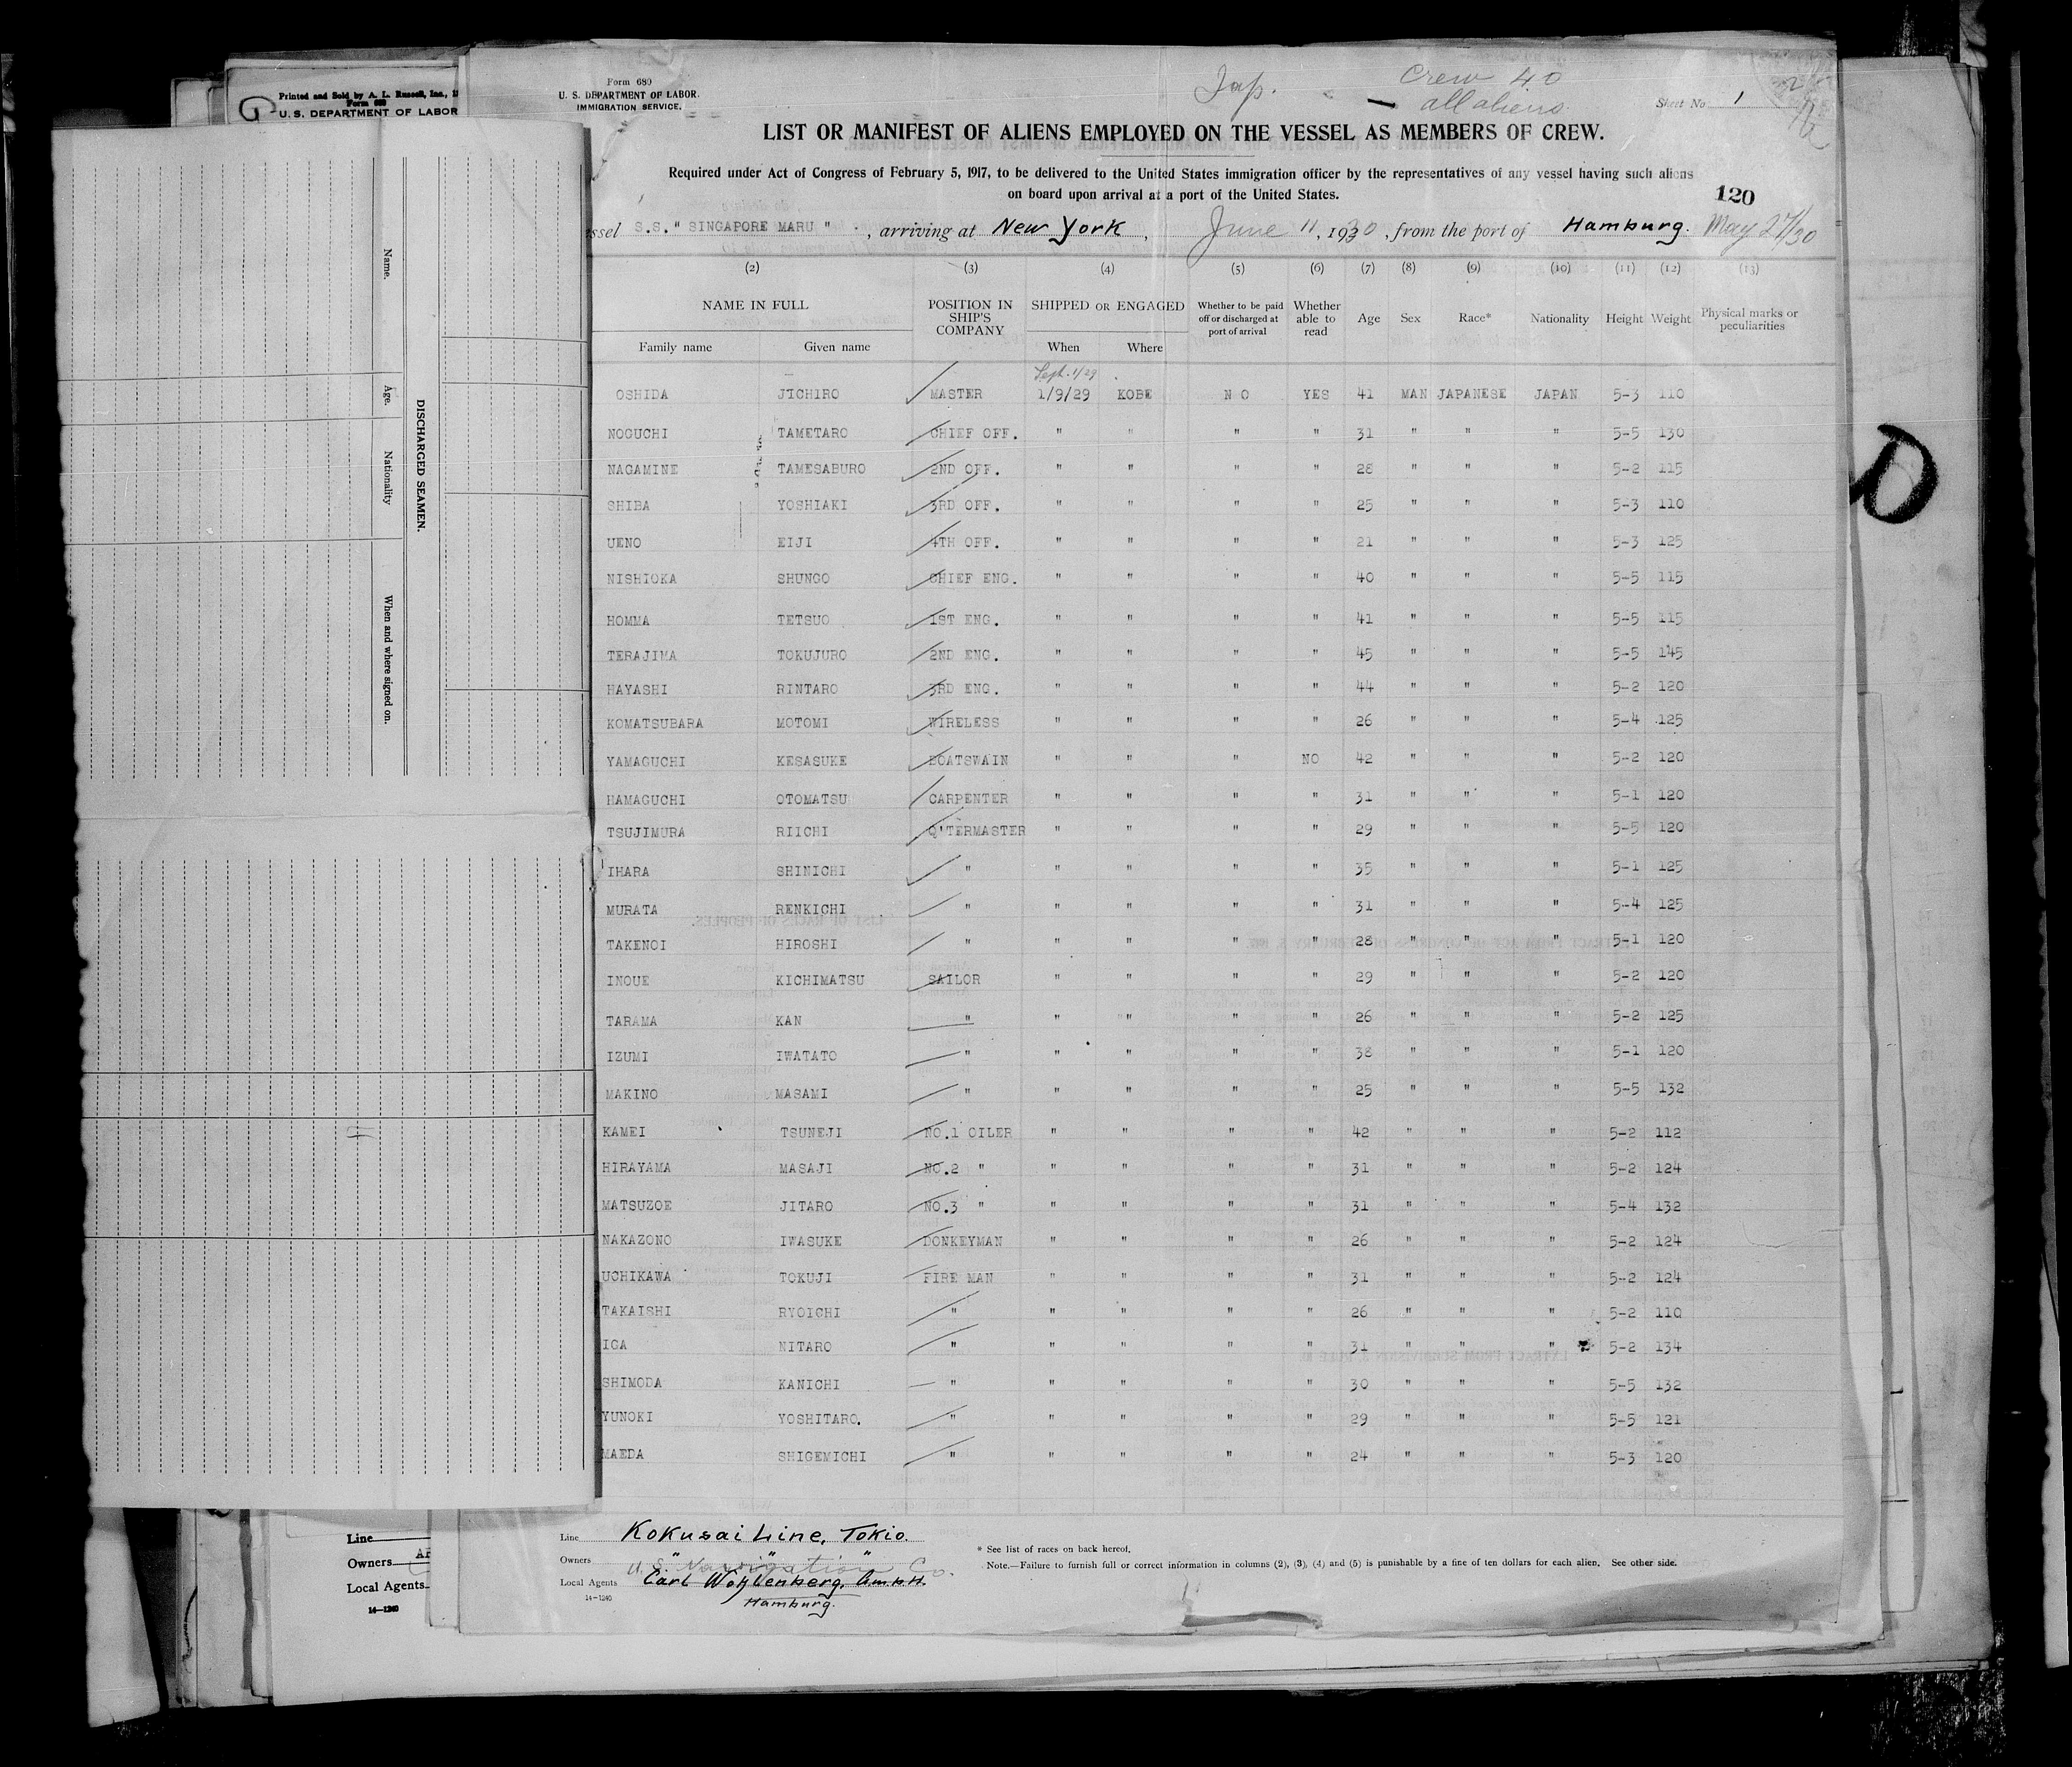 Printed and Sold by A. L. Russell, Inc.,
Form 680
U. S. DEPARTMENT OF LABOR
G
Form 680
U. S. DEPARTMENT OF LABOR.
IMMIGRATION SERVICE.
Jap.
Crew 40
all aliens
Sheet No. 1
LIST OR MANIFEST OF ALIENS EMPLOYED ON THE VESSEL AS MEMBERS OF CREW.
Required under Act of Congress of February 5, 1917, to be delivered to the United States immigration officer by the representatives of any vessel having such aliens
on board upon arrival at a port of the United States.
120
ssel S.S. " SINGAPORE MARU " , arriving at New York , June 11, 1930, from the port of Hamburg. May 27/30
(2) (3) (4) (5) (6) (7) (8) (9) (10) (11) (12) (13)
NAME IN FULL POSITION IN SHIP'S COMPANY SHIPPED OR ENGAGED Whether to be paid off or discharged at port of arrival Whether able to read Age Sex Race* Nationality Height Weight Physical marks or peculiarities
Family name Given name When Where
Sept. 1/29
OSHIDA JICHIRO MASTER 1/9/29 KOBE NO YES 41 MAN JAPANESE JAPAN 5-3 110
NOGUCHI TAMETARO CHIEF OFF. " " " " 31 " " " 5-5 130
NAGAMINE TAMESABURO 2ND OFF. " " " " 28 " " " 5-2 115
SHIBA YOSHIAKI 3RD OFF. " " " " 25 " " " 5-3 110
UENO EIJI 4TH OFF. " " " " 21 " " " 5-3 125
NISHIOKA SHUNGO CHIEF ENG. " " " " 40 " " " 5-5 115
HOMMA TETSUO 1ST ENG. " " " " 41 " " " 5-5 115
TERAJIMA TOKUJURO 2ND ENG. " " " " 45 " " " 5-5 145
HAYASHI RINTARO 3RD ENG. " " " " 44 " " " 5-2 120
KOMATSUBARA MOTOMI WIRELESS " " " " 26 " " " 5-4 125
YAMAGUCHI KESASUKE BOATSWAIN " " " NO 42 " " " 5-2 120
HAMAGUCHI OTOMATSU CARPENTER " " " " 31 " " " 5-1 120
TSUJIMURA RIICHI Q'TERMASTER " " " " 29 " " " 5-5 120
IHARA SHINICHI " " " " " 35 " " " 5-1 125
MURATA RENKICHI " " " " " 31 " " " 5-4 125
TAKENOI HIROSHI " " " " " 28 " " " 5-1 120
INOUE KICHIMATSU SAILOR " " " " 29 " " " 5-2 120
TARAMA KAN " " " " " 26 " " " 5-2 125
IZUMI IWATATO " " " " " 38 " " " 5-1 120
MAKINO MASAMI " " " " " 25 " " " 5-5 132
KAMEI TSUNEJI NO.1 OILER " " " " 42 " " " 5-2 112
HIRAYAMA MASAJI NO.2 " " " " " 31 " " " 5-2 124
MATSUZOE JITARO NO.3 " " " " " 31 " " " 5-4 132
NAKAZONO IWASUKE DONKEYMAN " " " " 26 " " " 5-2 124
UCHIKAWA TOKUJI FIRE MAN " " " " 31 " " " 5-2 124
TAKAISHI RYOICHI " " " " " 26 " " " 5-2 110
IGA NITARO " " " " " 31 " " " 5-2 134
SHIMODA KANICHI " " " " " 30 " " " 5-5 132
YUNOKI YOSHITARO. " " " " " 29 " " " 5-5 121
MAEDA SHIGEMICHI " " " " " 24 " " " 5-3 120
Line Kokusai Line, Tokio.
Owners " " "
U. S. Navigation Co.
Local Agents Carl Wohlenberg, Gmbh.
Hamburg.
14-1240
* See list of races on back hereof.
Note.—Failure to furnish full or correct information in columns (2), (3), (4) and (5) is punishable by a fine of ten dollars for each alien. See other side.
DISCHARGED SEAMEN.
Name.
Age.
Nationality
When and where signed on.
Line
Owners
Local Agents
14-1240
D